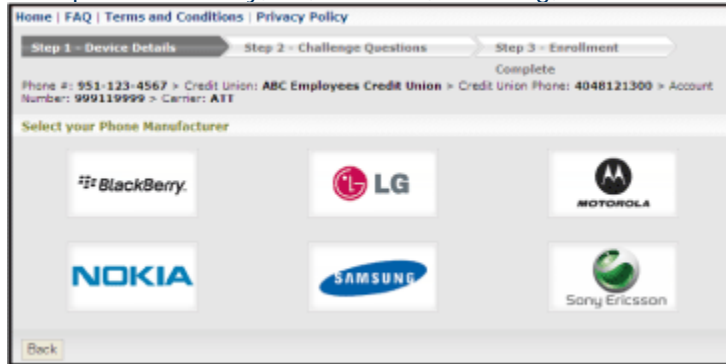 Home | FAQ | Terms and Conditions | Privacy Policy
Step 1 - Device Details Step 2 - Challenge Questions Step 3 - Enrollment
Complete
Phone #: 951-123-4567 > Credit Union: ABC Employees Credit Union > Credit Union Phone: 4048121300 > Account
Number: 999119999 > Carrier: ATT
Select your Phone Manufacturer
BlackBerry. LG MOTOROLA
NOKIA SAMSUNG Sony Ericsson
Back